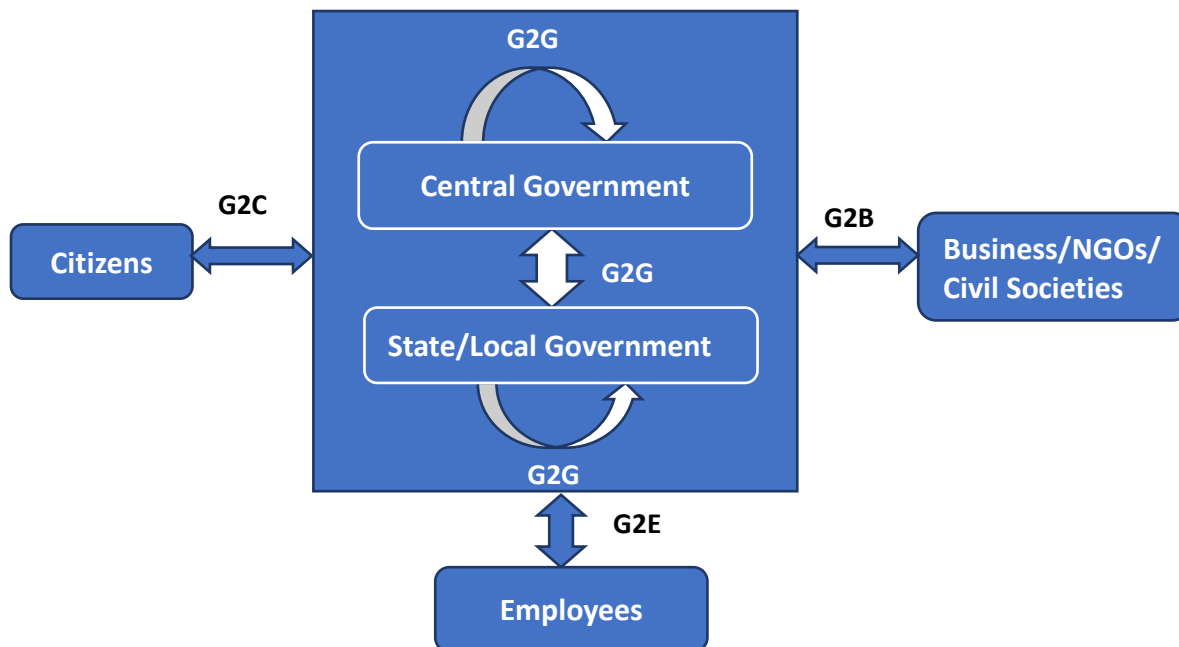 G2G
Central Government
G2C
G2B
Citizens
G2G
Business/NGOs/
Civil Societies
State/Local Government
G2G
G2E
Employees